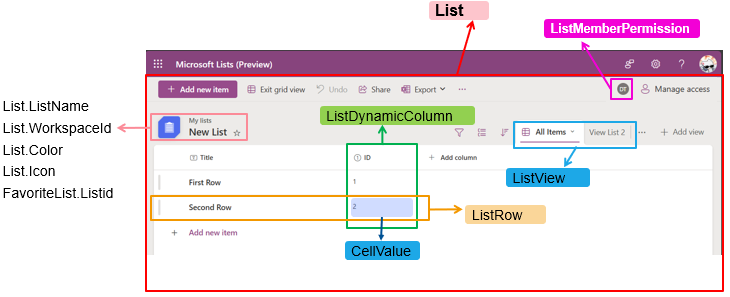 List
ListMemberPermission
Microsoft Lists (Preview)
?
+ Add new item
Exit grid view
Undo
Share
Export
...
DT
Manage access
List.ListName
List.WorkspaceId
List.Color
List.Icon
FavoriteList.Listid
My lists
New List
ListDynamicColumn
All Items
View List 2
...
+ Add view
Title
ID
+ Add column
ListView
First Row
1
Second Row
2
ListRow
+ Add new item
CellValue